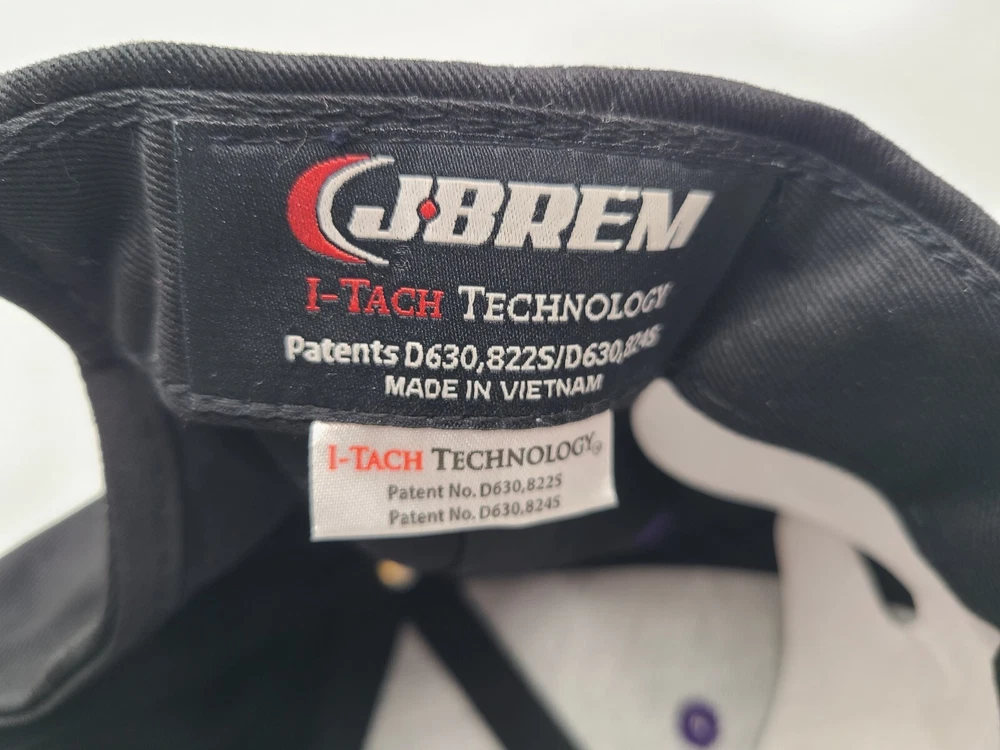 J·BREM
I-TACH TECHNOLOGY
Patents D630,822S/D630,824S
MADE IN VIETNAM
I-TACH TECHNOLOGY®
Patent No. D630,822S
Patent No. D630,824S